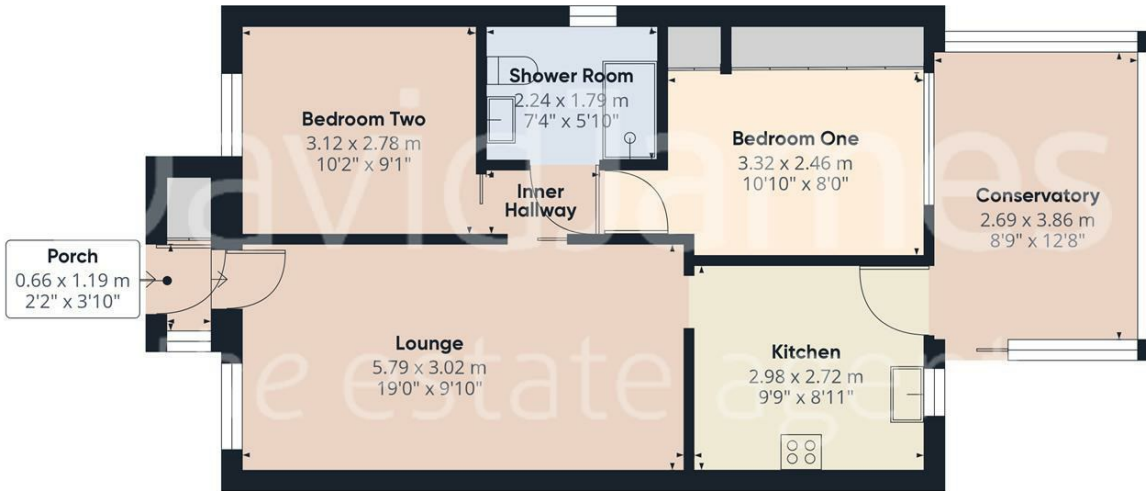 Shower Room
2.24 x 1.79 m
7'4" x 5'10"
Bedroom Two
3.12 x 2.78 m
10'2" x 9'1"
Bedroom One
3.32 x 2.46 m
10'10" x 8'0"
Inner
Hallway
Conservatory
2.69 x 3.86 m
8'9" x 12'8"
Porch
0.66 x 1.19 m
2'2" x 3'10"
Lounge
5.79 x 3.02 m
19'0" x 9'10"
Kitchen
2.98 x 2.72 m
9'9" x 8'11"
David James
the estate agent